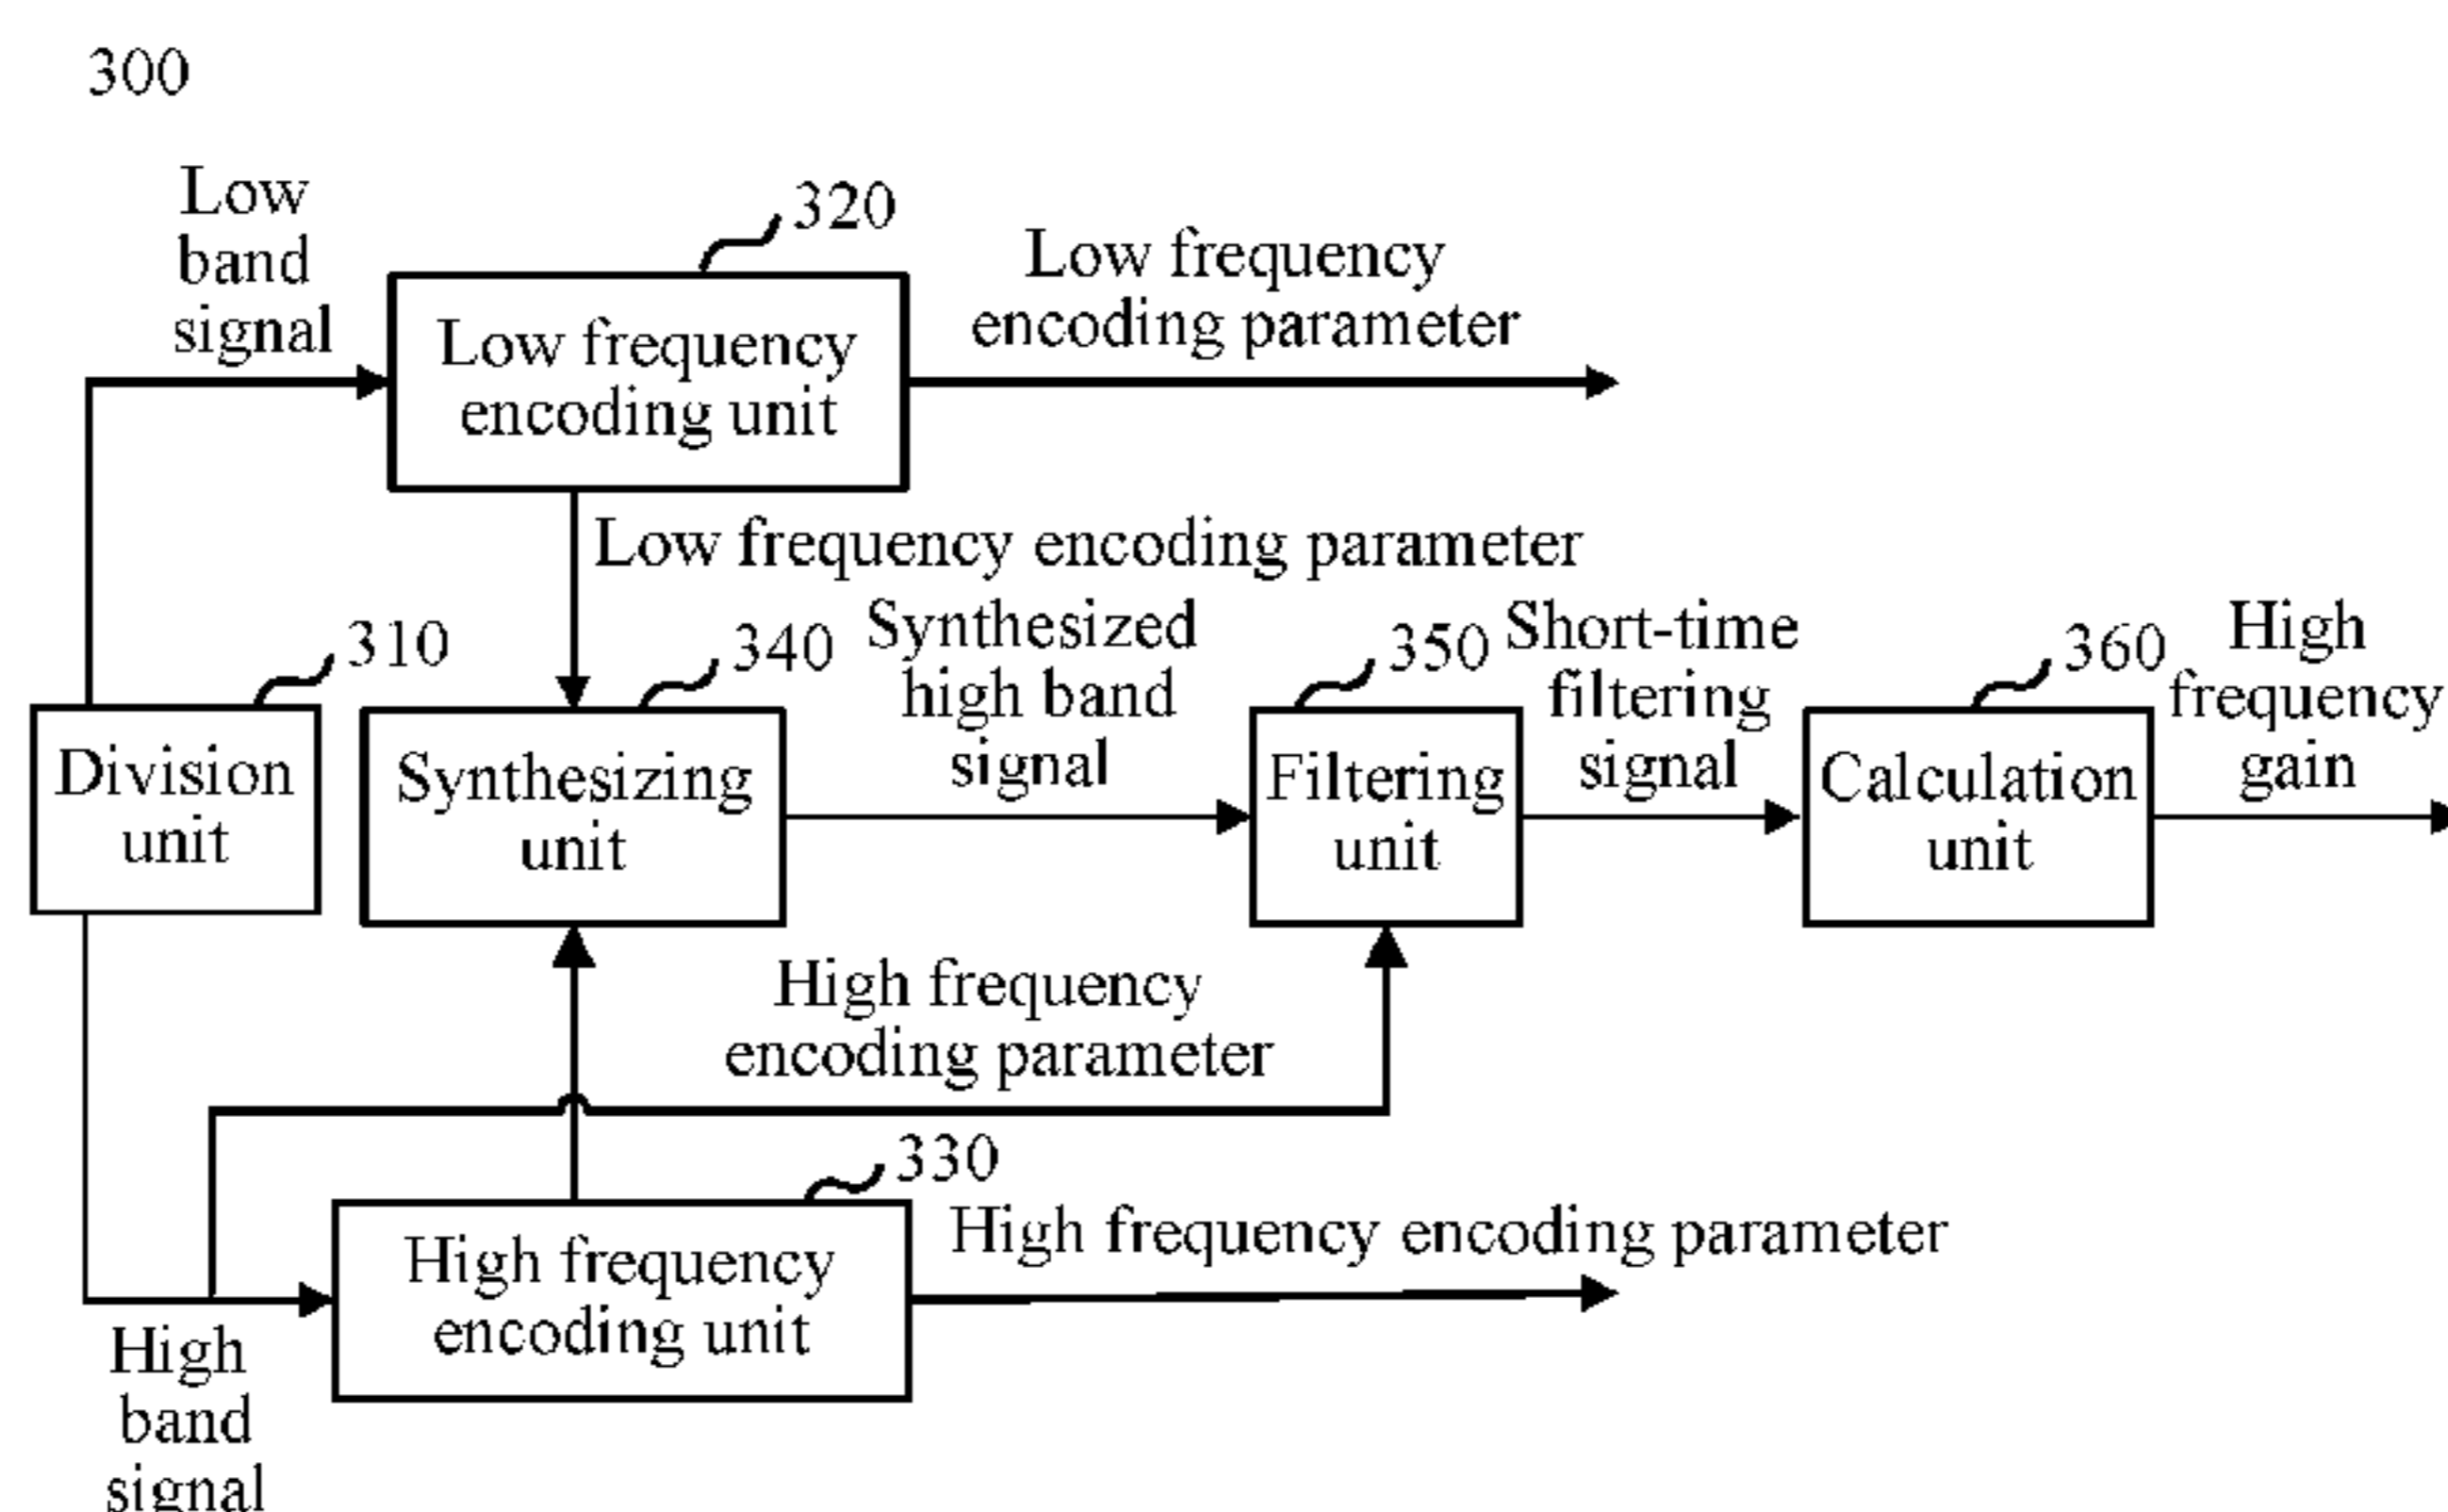 300
Low
band
signal
320
Low frequency
encoding unit
Low frequency
encoding parameter
Low frequency encoding parameter
310
Division
unit
340
Synthesizing
unit
Synthesized
high band
signal
350
Filtering
unit
Short-time
filtering
signal
360
Calculation
unit
High
frequency
gain
High frequency
encoding parameter
330
High frequency
encoding unit
High frequency encoding parameter
High
band
signal